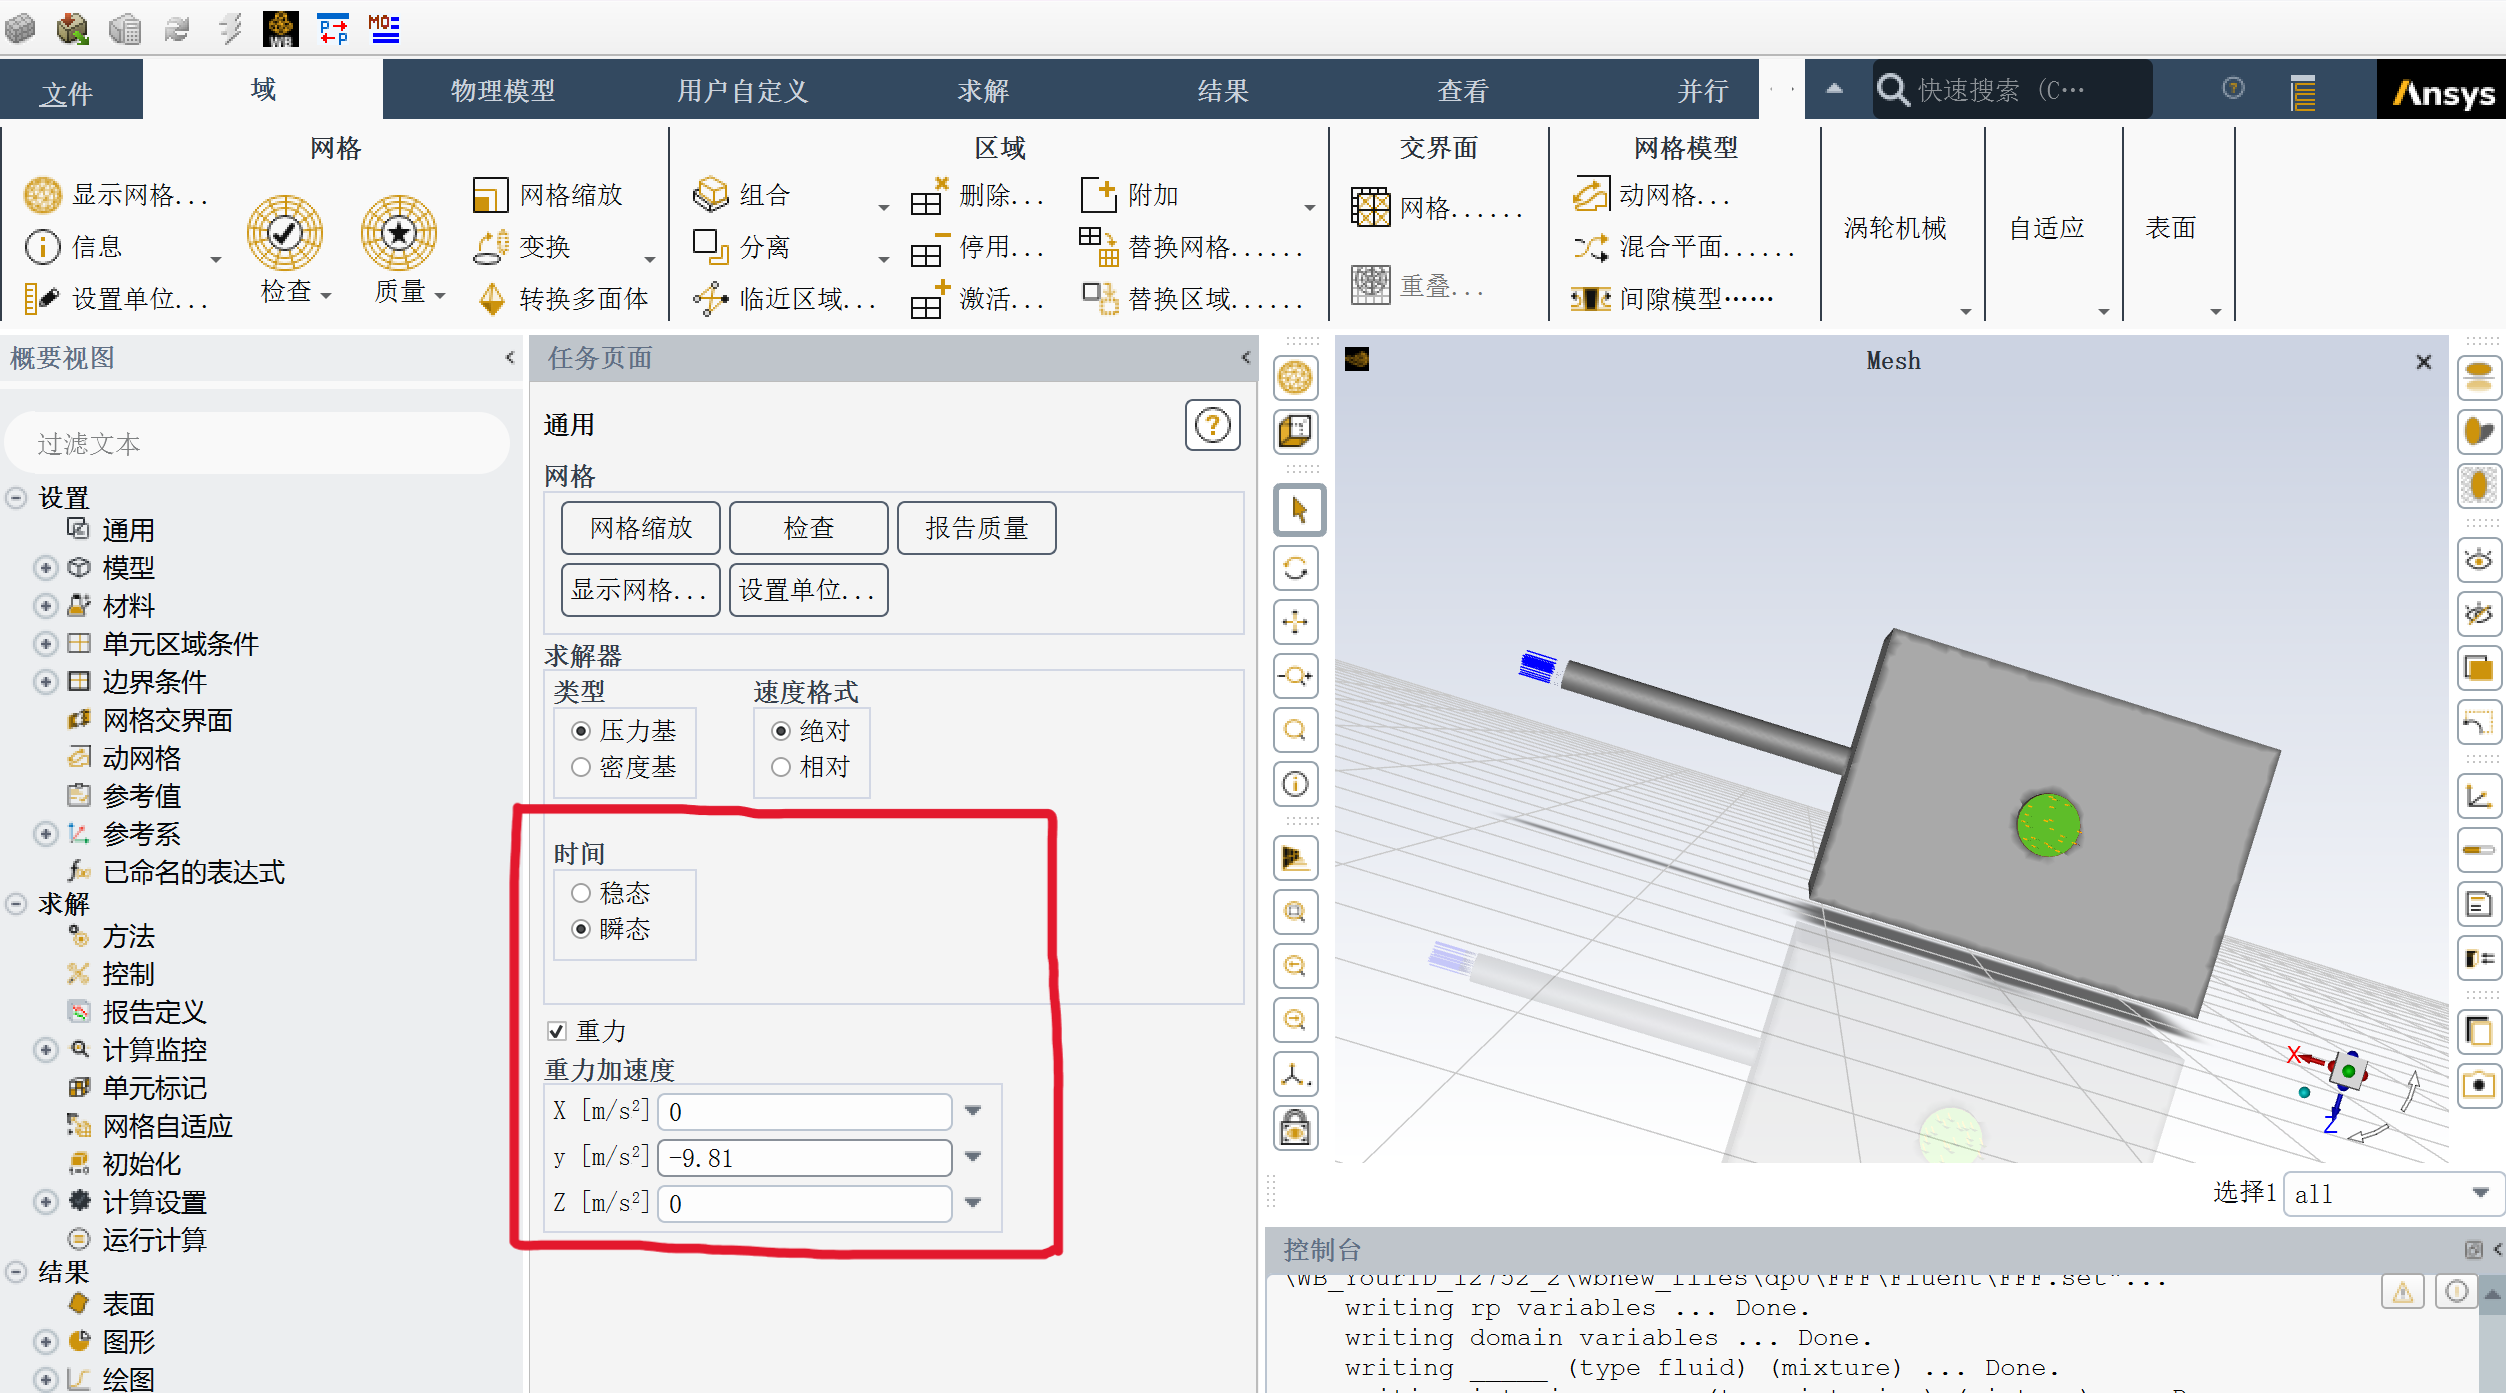 WB
P
P
MO
文件
域
物理模型
用户自定义
求解
结果
查看
并行
快速搜索 (C···
Ansys
网格
显示网格...
信息
设置单位...
检查
质量
网格缩放
变换
转换多面体
区域
组合
分离
临近区域...
删除...
停用...
激活...
附加
替换网格......
替换区域......
交界面
网格......
重叠...
网格模型
动网格...
混合平面......
间隙模型······
涡轮机械
自适应
表面
概要视图
过滤文本
设置
通用
模型
材料
单元区域条件
边界条件
网格交界面
动网格
参考值
参考系
已命名的表达式
求解
方法
控制
报告定义
计算监控
单元标记
网格自适应
初始化
计算设置
运行计算
结果
表面
图形
绘图
任务页面
通用
网格
网格缩放
检查
报告质量
显示网格...
设置单位...
求解器
类型
压力基
密度基
速度格式
绝对
相对
时间
稳态
瞬态
重力
重力加速度
X [m/s²] 0
y [m/s²] -9.81
Z [m/s²] 0
Mesh
X
Z
选择1
all
控制台
\WB_YourID_12752_2\wbnew_files\dp0\FFF\Fluent\FFF.set"...
writing rp variables ... Done.
writing domain variables ... Done.
writing _____ (type fluid) (mixture) ... Done.